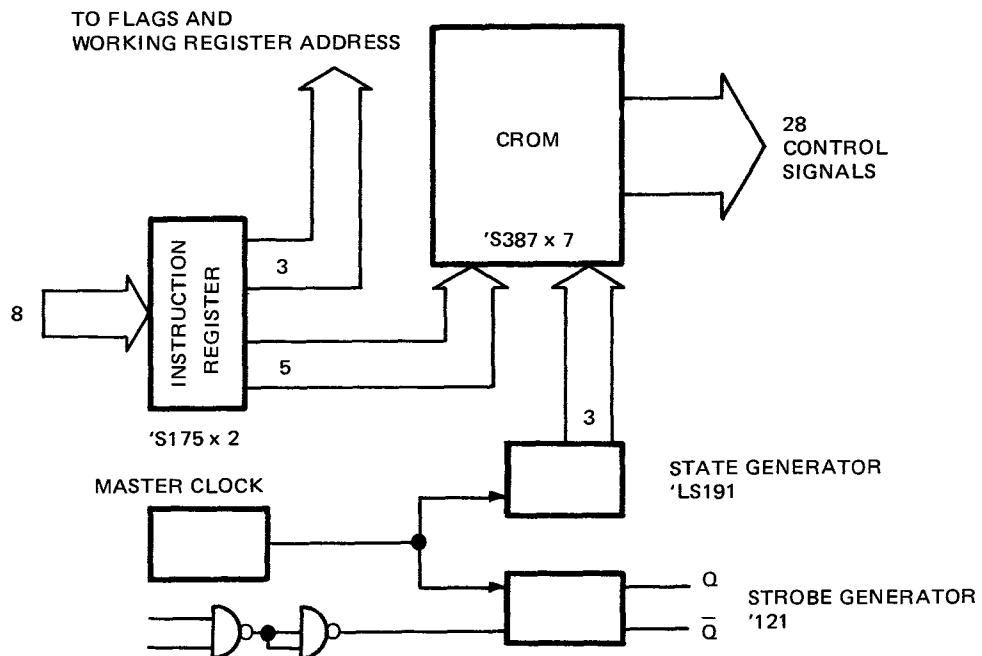 TO FLAGS AND
WORKING REGISTER ADDRESS
CROM
'S387 x 7
28
CONTROL
SIGNALS
8
INSTRUCTION
REGISTER
3
5
3
'S175 x 2
MASTER CLOCK
STATE GENERATOR
'LS191
Q
Q̅
STROBE GENERATOR
'121